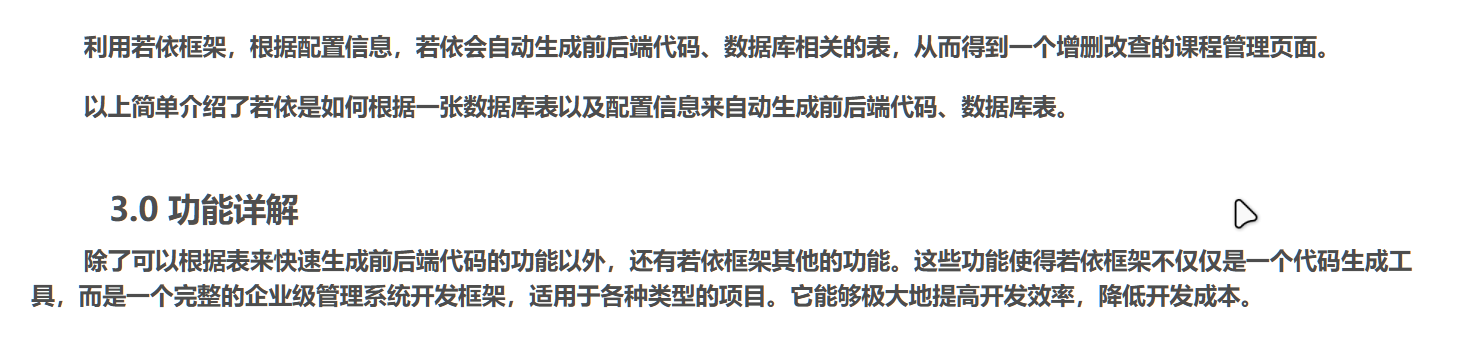 利用若依框架，根据配置信息，若依会自动生成前后端代码、数据库相关的表，从而得到一个增删改查的课程管理页面。
以上简单介绍了若依是如何根据一张数据库表以及配置信息来自动生成前后端代码、数据库表。
3.0 功能详解
除了可以根据表来快速生成前后端代码的功能以外，还有若依框架其他的功能。这些功能使得若依框架不仅仅是一个代码生成工
具，而是一个完整的企业级管理系统开发框架，适用于各种类型的项目。它能够极大地提高开发效率，降低开发成本。